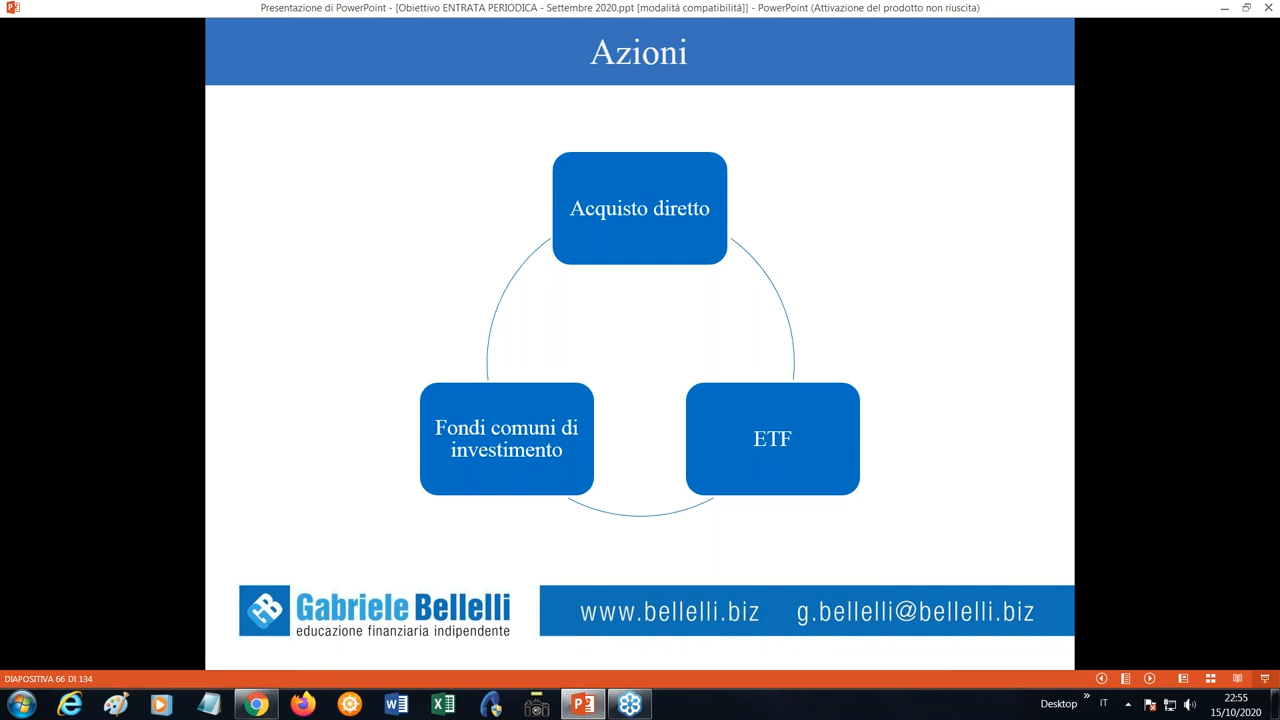 Presentazione di PowerPoint - [Obiettivo ENTRATA PERIODICA - Settembre 2020.ppt [modalità compatibilità]] - PowerPoint (Attivazione del prodotto non riuscita)
Azioni
Acquisto diretto
Fondi comuni di
investimento
ETF
Gabriele Bellelli
educazione finanziaria indipendente
www.bellelli.biz g.bellelli@bellelli.biz
DIAPOSITIVA 66 DI 134
Desktop
IT
22:55
15/10/2020